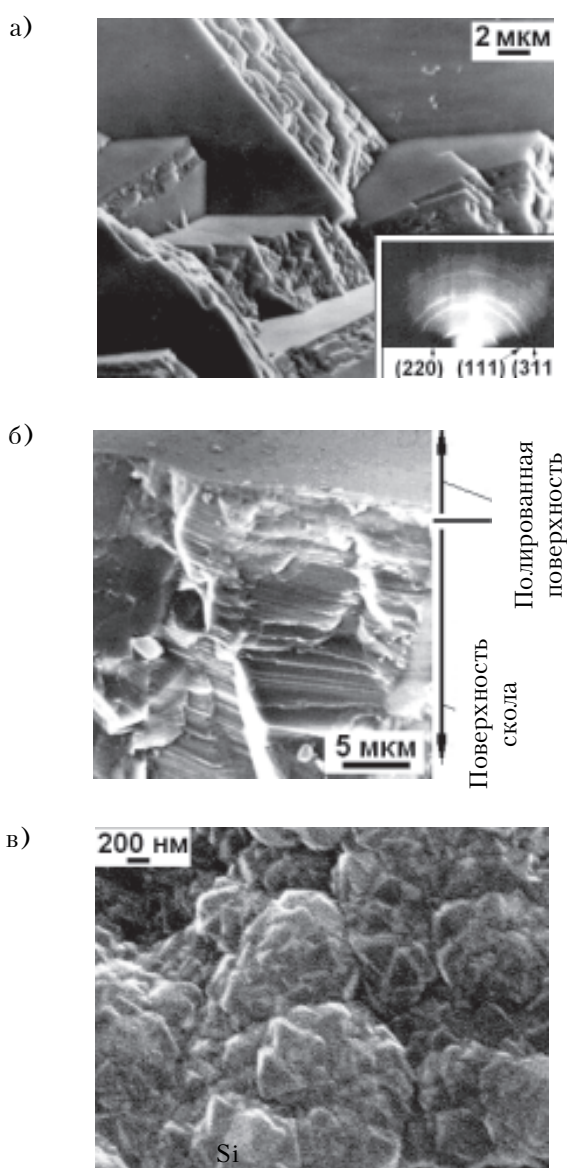 а)
2 мкм
(220) (111) (311
б)
Полированная
поверхность
Поверхность
скола
5 мкм
в)
200 нм
Si